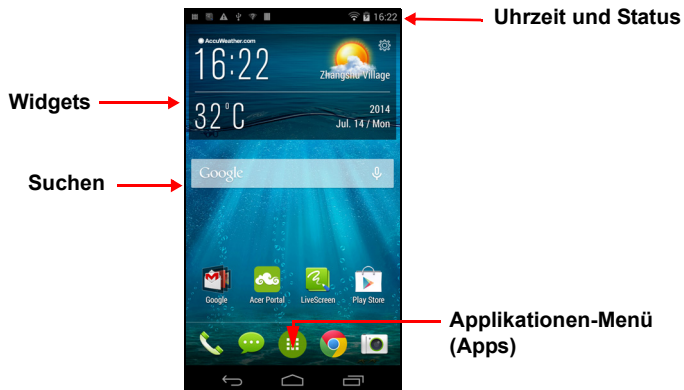 16:22
Uhrzeit und Status
AccuWeather.com
16:22
Zhangshu Village
Widgets
32°C
2014
Jul. 14 / Mon
Suchen
Google
Google
Acer Portal
LiveScreen
Play Store
Applikationen-Menü
(Apps)